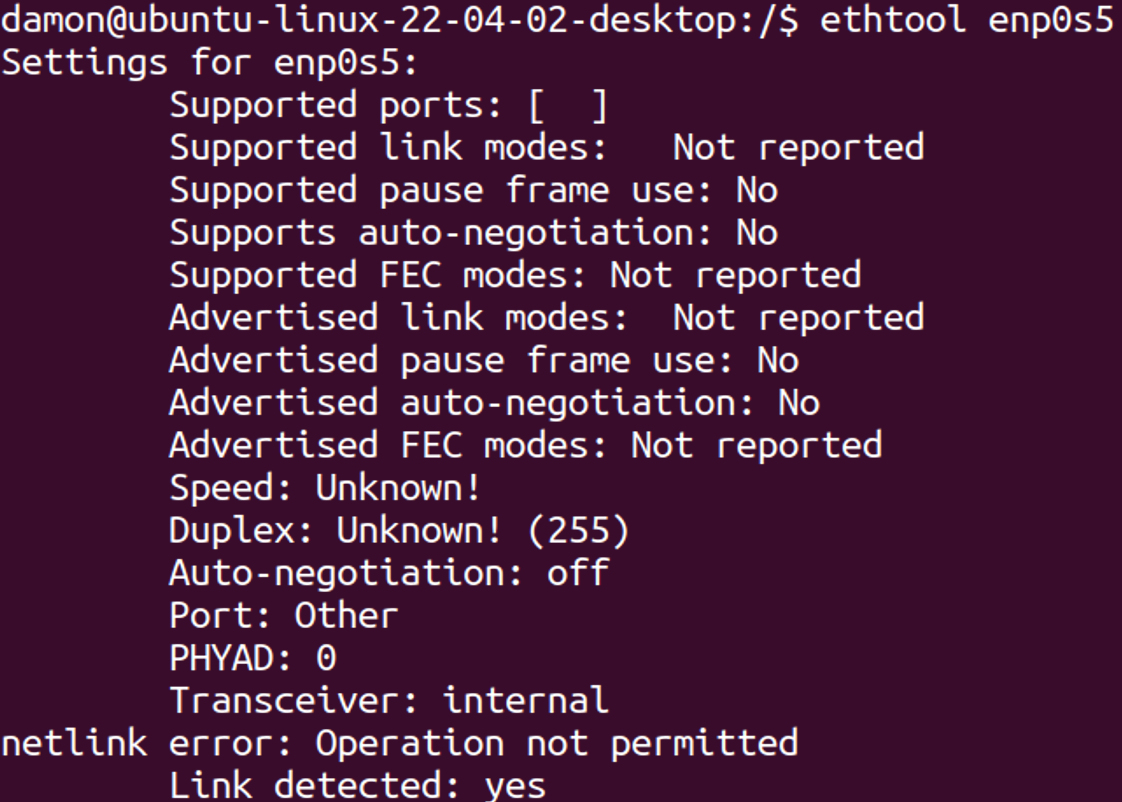 damon@ubuntu-linux-22-04-02-desktop:/$ ethtool enp0s5
Settings for enp0s5:
Supported ports: [  ]
Supported link modes:   Not reported
Supported pause frame use: No
Supports auto-negotiation: No
Supported FEC modes: Not reported
Advertised link modes:  Not reported
Advertised pause frame use: No
Advertised auto-negotiation: No
Advertised FEC modes: Not reported
Speed: Unknown!
Duplex: Unknown! (255)
Auto-negotiation: off
Port: Other
PHYAD: 0
Transceiver: internal
netlink error: Operation not permitted
Link detected: yes